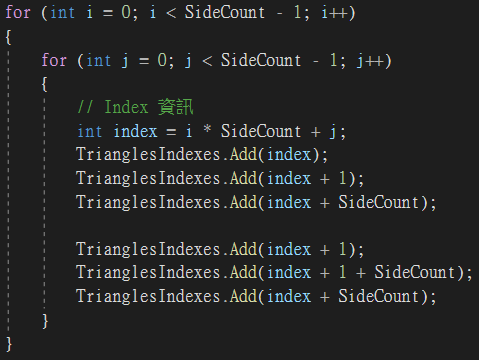 for (int i = 0; i < SideCount - 1; i++)
{
    for (int j = 0; j < SideCount - 1; j++)
    {
        // Index 資訊
        int index = i * SideCount + j;
        TrianglesIndexes.Add(index);
        TrianglesIndexes.Add(index + 1);
        TrianglesIndexes.Add(index + SideCount);

        TrianglesIndexes.Add(index + 1);
        TrianglesIndexes.Add(index + 1 + SideCount);
        TrianglesIndexes.Add(index + SideCount);
    }
}